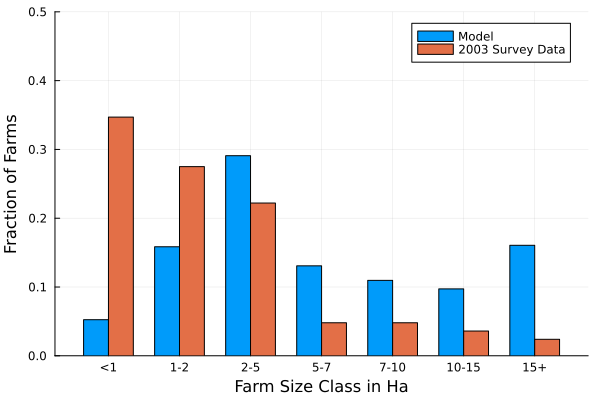 0.5
0.4
0.3
0.2
0.1
0.0
Fraction of Farms
Model
2003 Survey Data
<1 1-2 2-5 5-7 7-10 10-15 15+
Farm Size Class in Ha